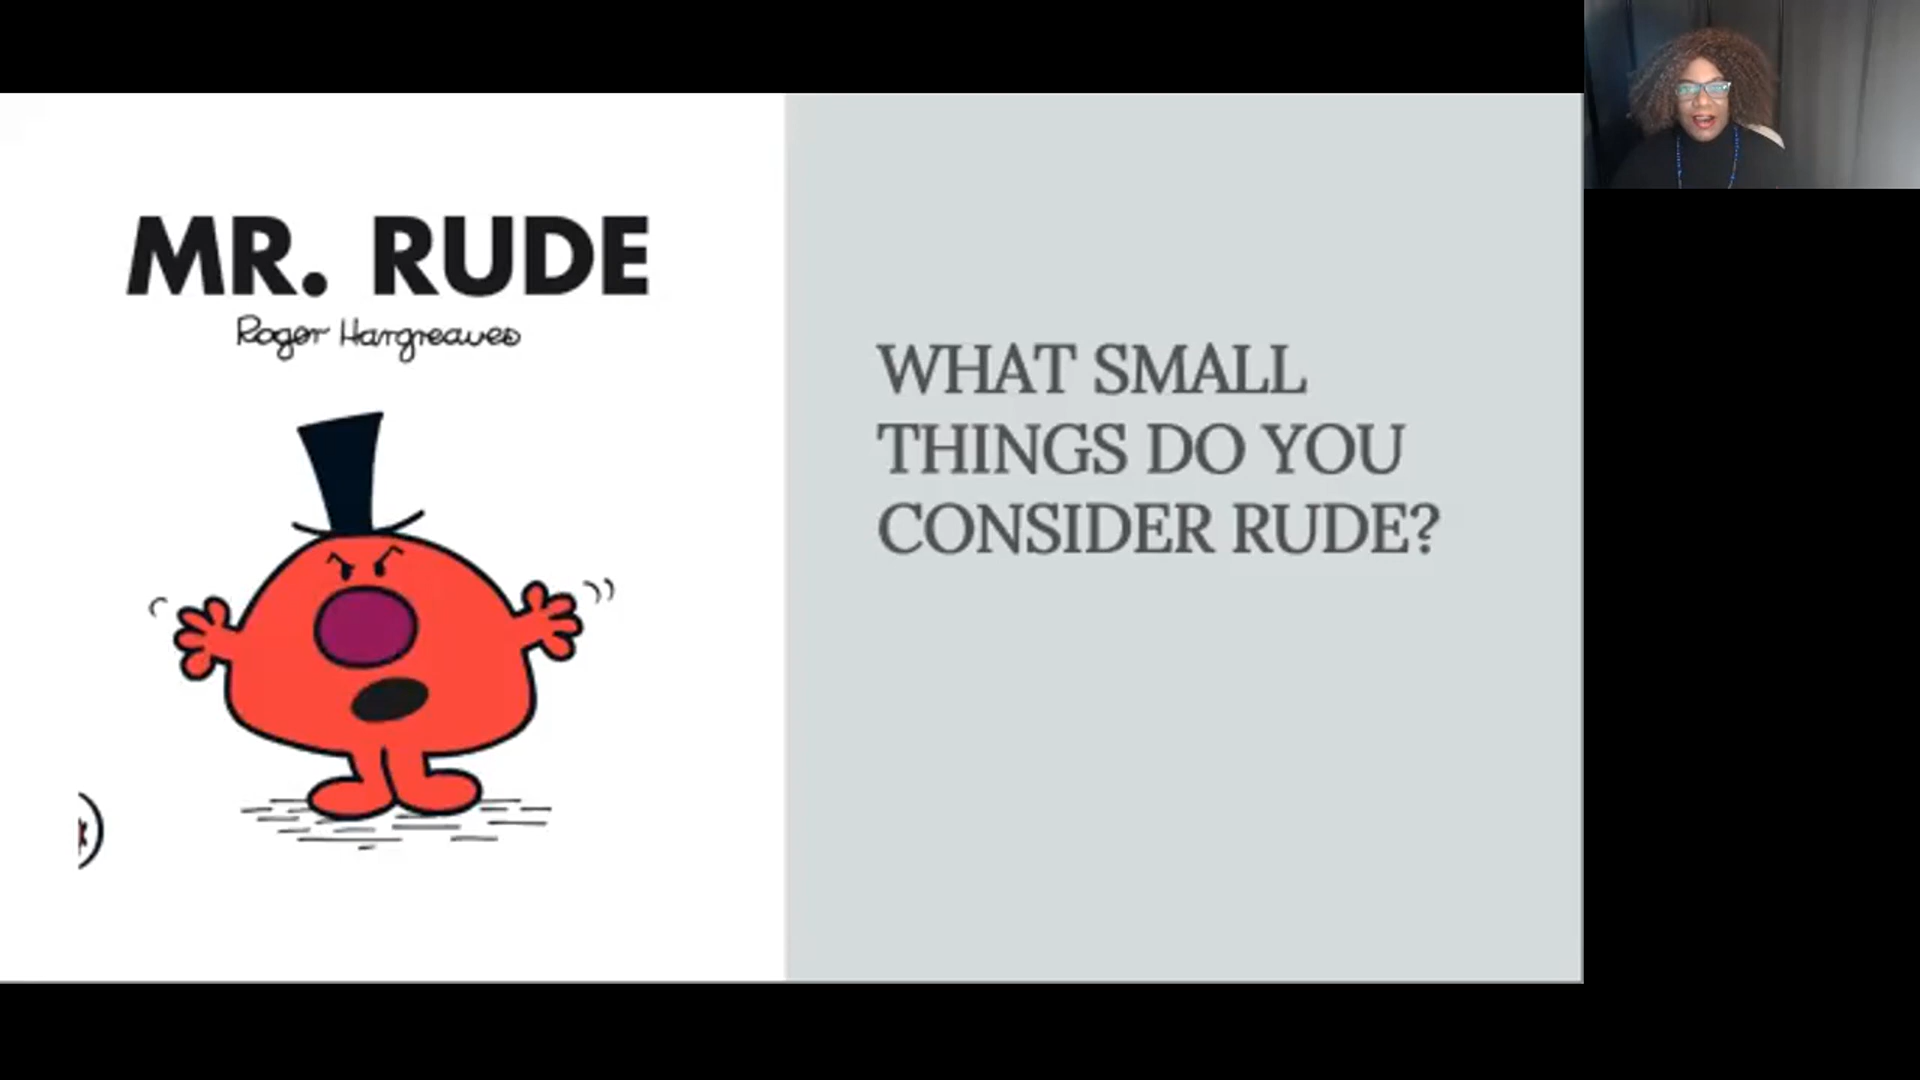 MR. RUDE
Roger Hargreaves
WHAT SMALL
THINGS DO YOU
CONSIDER RUDE?